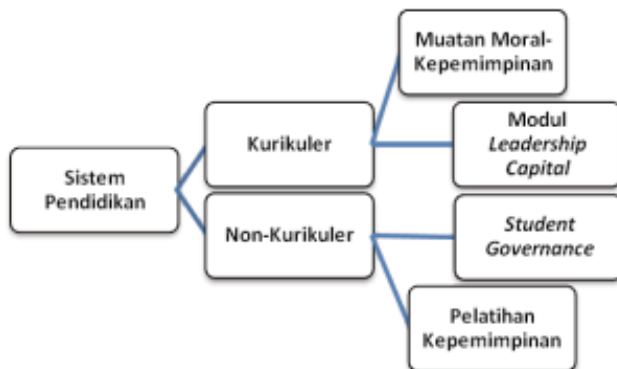 Sistem
Pendidikan
Kurikuler
Non-Kurikuler
Muatan Moral-
Kepemimpinan
Modul
Leadership
Capital
Student
Governance
Pelatihan
Kepemimpinan